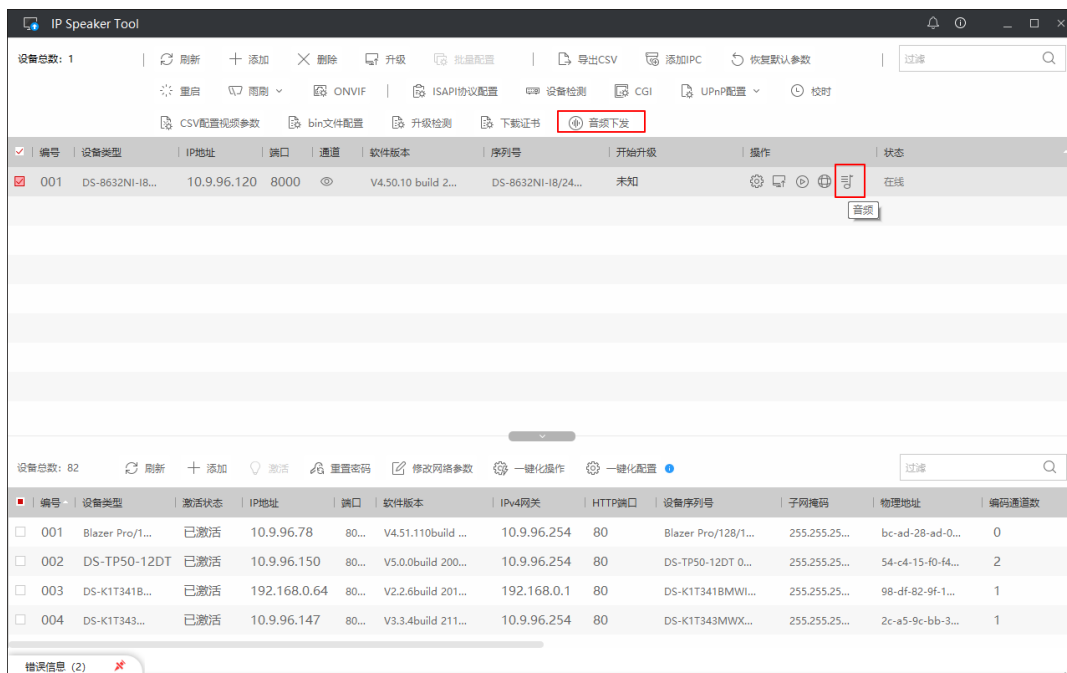 IP Speaker Tool
设备总数: 1 刷新 添加 删除 升级 批量配置 导出CSV 添加IPC 恢复默认参数 过滤
重启 雨刷 ONVIF ISAPI协议配置 设备检测 CGI UPnP配置 校时
CSV配置视频参数 bin文件配置 升级检测 下载证书 音频下发
编号 设备类型 IP地址 端口 通道 软件版本 序列号 开始升级 操作 状态
001 DS-8632NI-I8... 10.9.96.120 8000 V4.50.10 build 2... DS-8632NI-I8/24... 未知 在线
音频
设备总数: 82 刷新 添加 激活 重置密码 修改网络参数 一键化操作 一键化配置 过滤
编号 设备类型 激活状态 IP地址 端口 软件版本 IPv4网关 HTTP端口 设备序列号 子网掩码 物理地址 编码通道数
001 Blazer Pro/1... 已激活 10.9.96.78 80... V4.51.110build ... 10.9.96.254 80 Blazer Pro/128/1... 255.255.25... bc-ad-28-ad-0... 0
002 DS-TP50-12DT 已激活 10.9.96.150 80... V5.0.0build 200... 10.9.96.254 80 DS-TP50-12DT 0... 255.255.25... 54-c4-15-f0-f4... 2
003 DS-K1T341B... 已激活 192.168.0.64 80... V2.2.6build 201... 192.168.0.1 80 DS-K1T341BMWI... 255.255.25... 98-df-82-9f-1... 1
004 DS-K1T343... 已激活 10.9.96.147 80... V3.3.4build 211... 10.9.96.254 80 DS-K1T343MWX... 255.255.25... 2c-a5-9c-bb-3... 1
错误信息 (2)